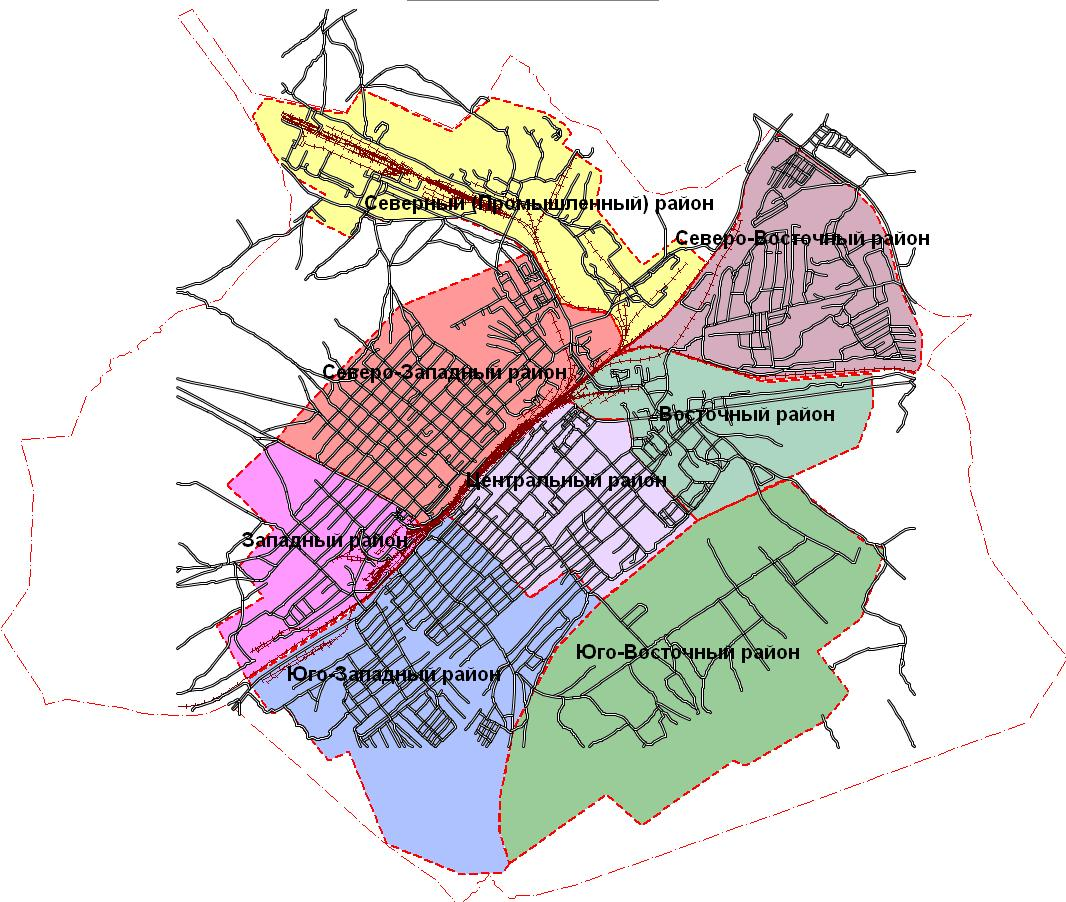 Северный (Промышленный) район
Северо-Восточный район
Северо-Западный район
Восточный район
Центральный район
Западный район
Юго-Восточный район
Юго-Западный район